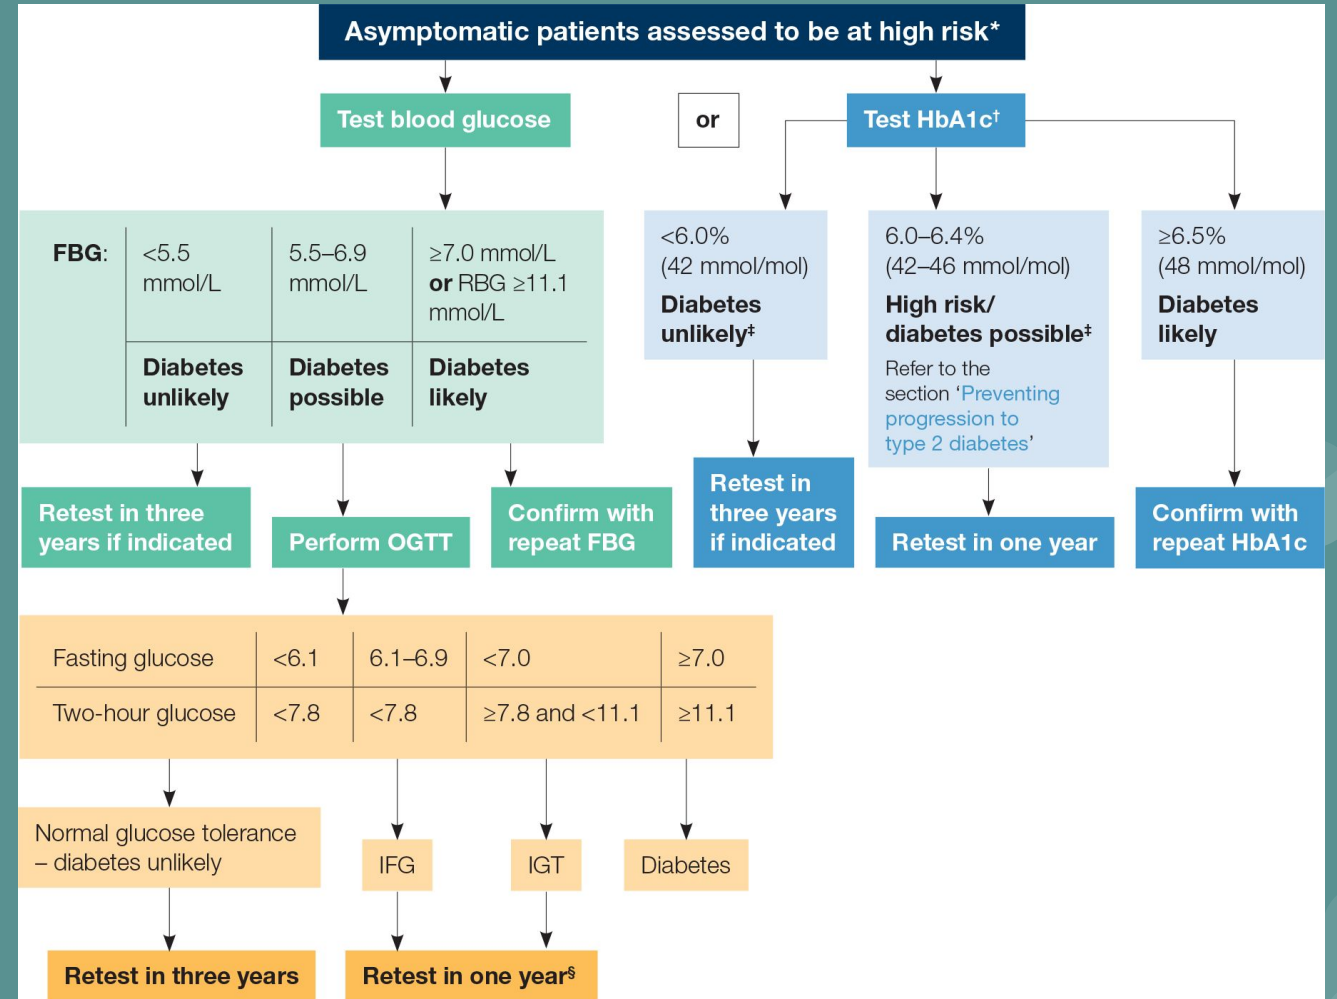 Asymptomatic patients assessed to be at high risk*
Test blood glucose
or
Test HbA1c†
FBG:
<5.5
mmol/L
5.5–6.9
mmol/L
≥7.0 mmol/L
or RBG ≥11.1
mmol/L
Diabetes
unlikely
Diabetes
possible
Diabetes
likely
<6.0%
(42 mmol/mol)
Diabetes
unlikely‡
6.0–6.4%
(42–46 mmol/mol)
High risk/
diabetes possible‡
Refer to the
section ‘Preventing
progression to
type 2 diabetes’
≥6.5%
(48 mmol/mol)
Diabetes
likely
Retest in three
years if indicated
Perform OGTT
Confirm with
repeat FBG
Retest in
three years
if indicated
Retest in one year
Confirm with
repeat HbA1c
Fasting glucose <6.1 6.1–6.9 <7.0 ≥7.0
Two-hour glucose <7.8 <7.8 ≥7.8 and <11.1 ≥11.1
Normal glucose tolerance
– diabetes unlikely
IFG
IGT
Diabetes
Retest in three years
Retest in one year§